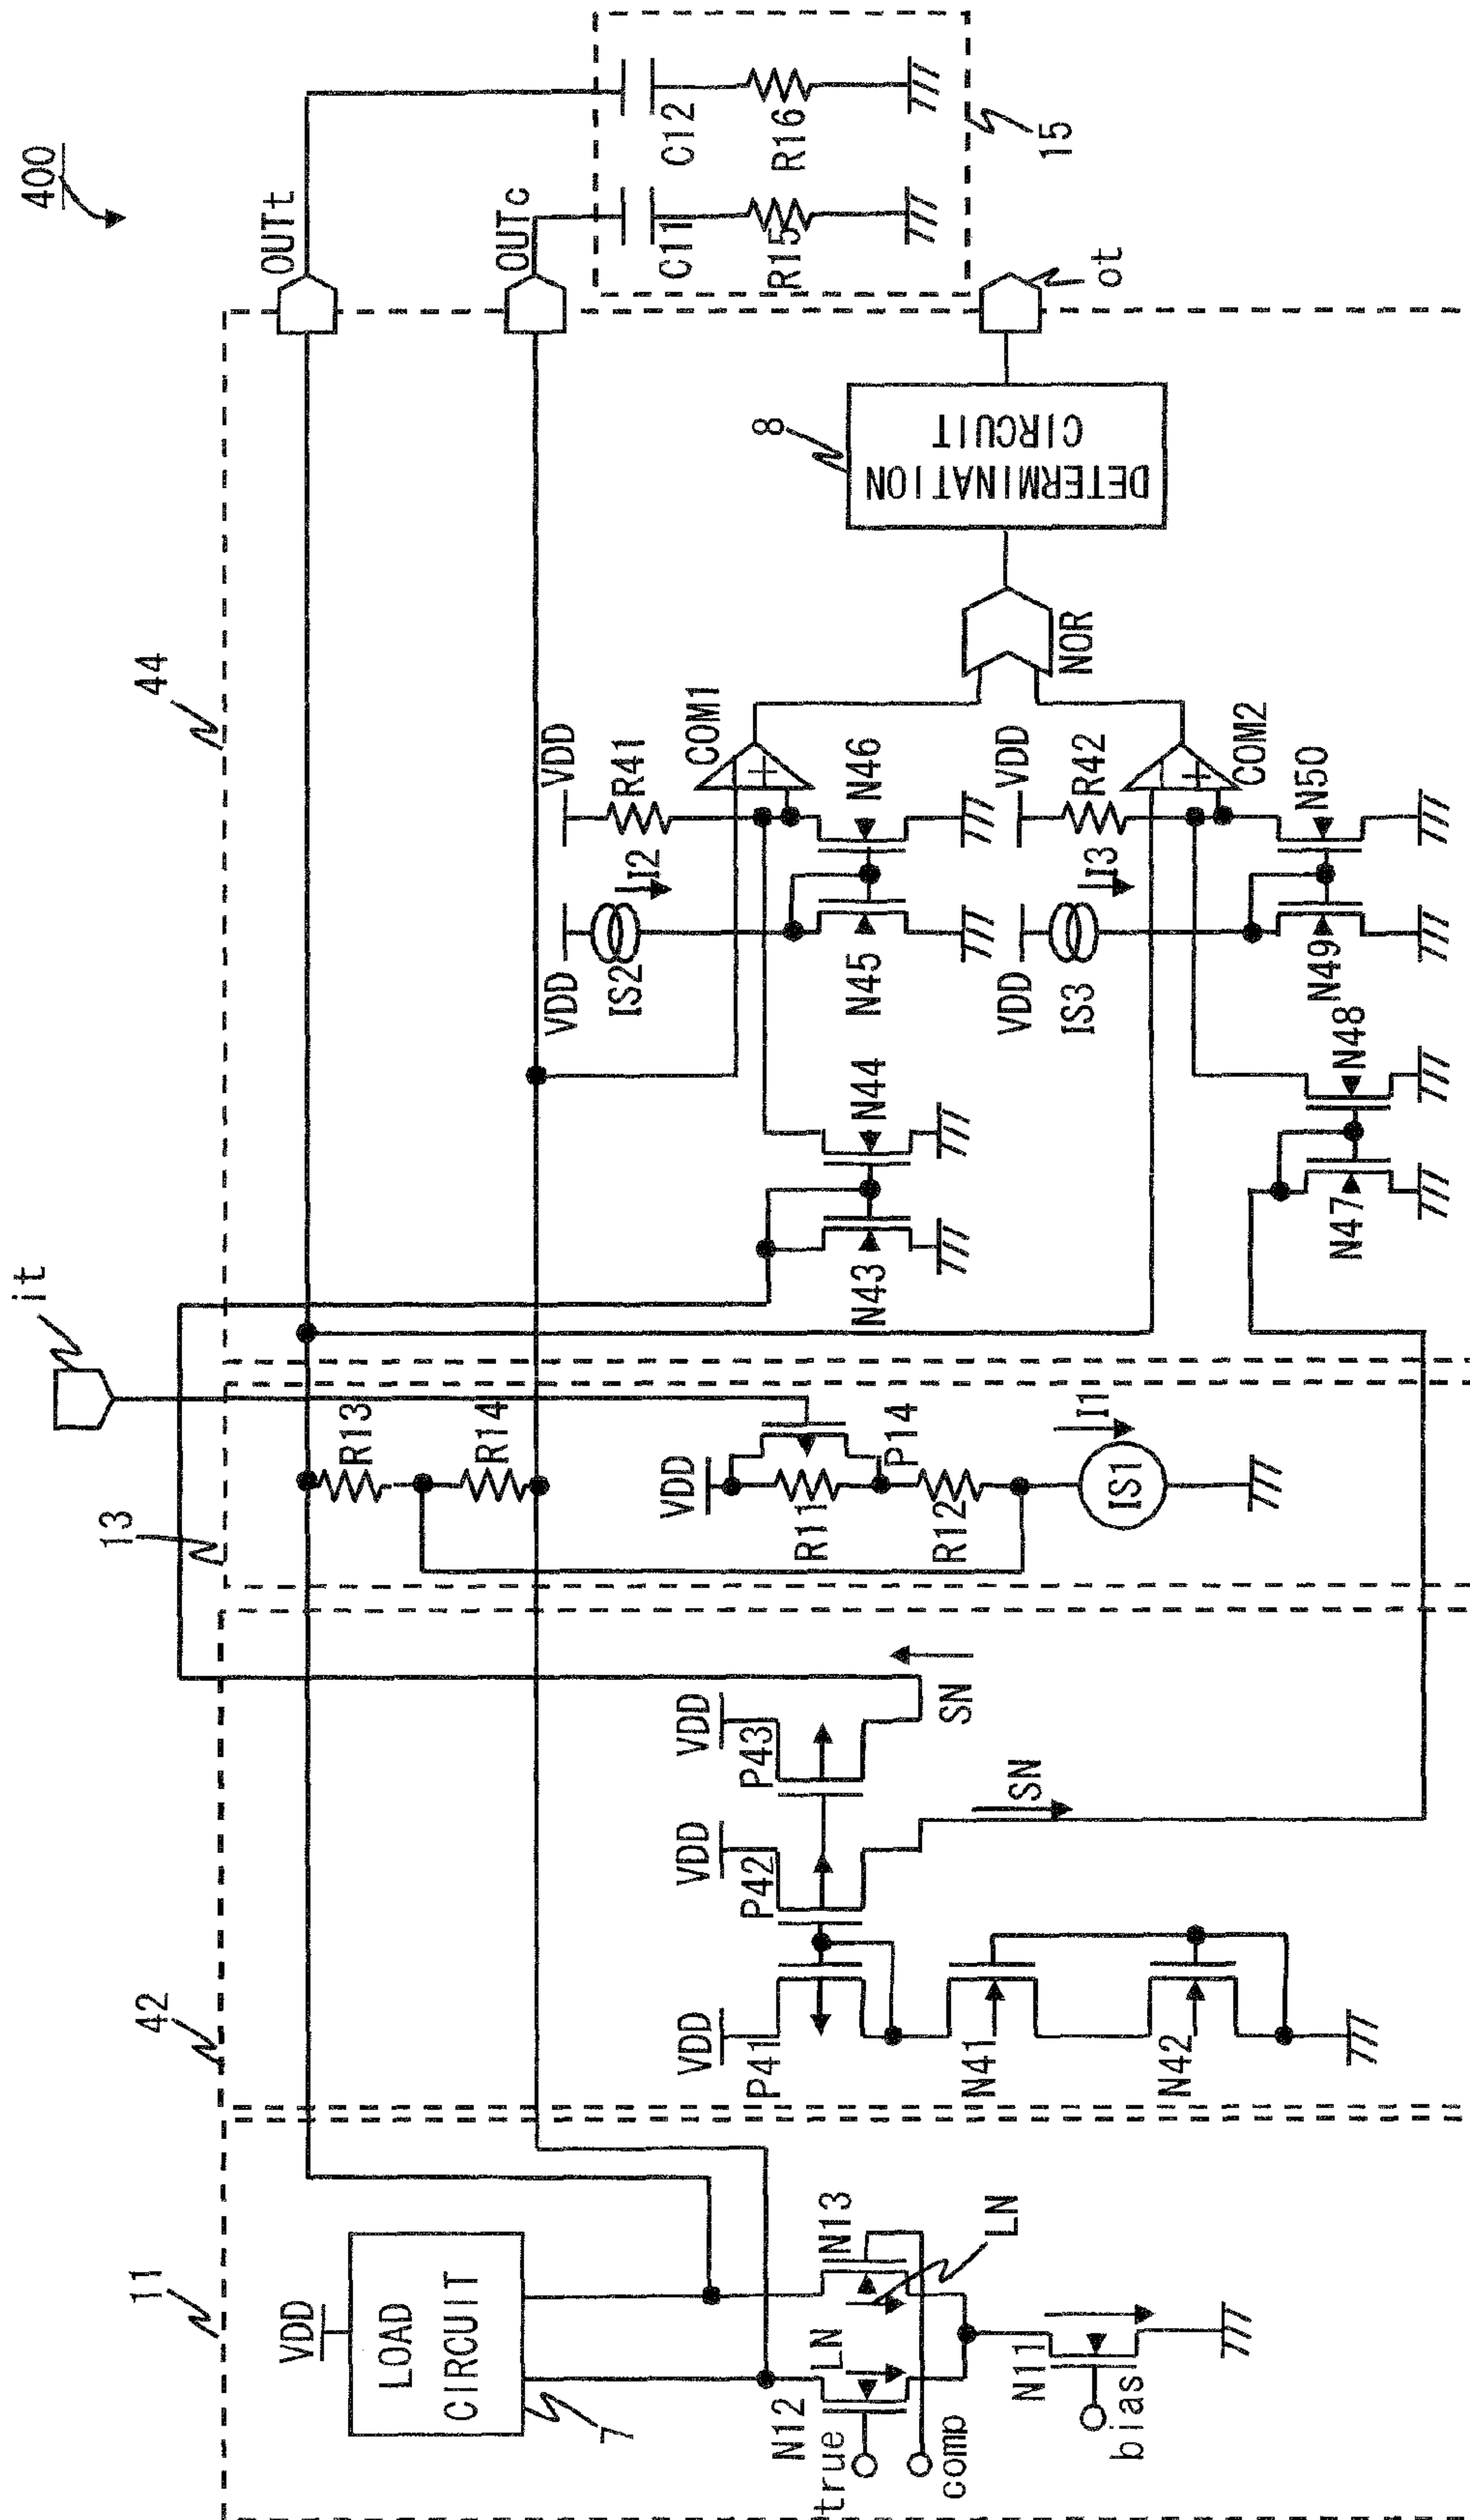 400
11
42
13
it
44
VDD
LOAD
CIRCUIT
7
N12
true
comp
LN
N13
LN
N11
bias
VDD
P41
N41
N42
VDD
P42
VDD
P43
SN
SN
R13
R14
VDD
R11
P14
R12
I1
IS1
N43
N44
VDD
IS2
I2
N45
VDD
R41
COM1
N46
N47
N48
VDD
IS3
I3
N49
VDD
R42
COM2
N50
NOR
8
DETERMINATION
CIRCUIT
OUTt
OUTc
ot
C11
R15
C12
R16
15